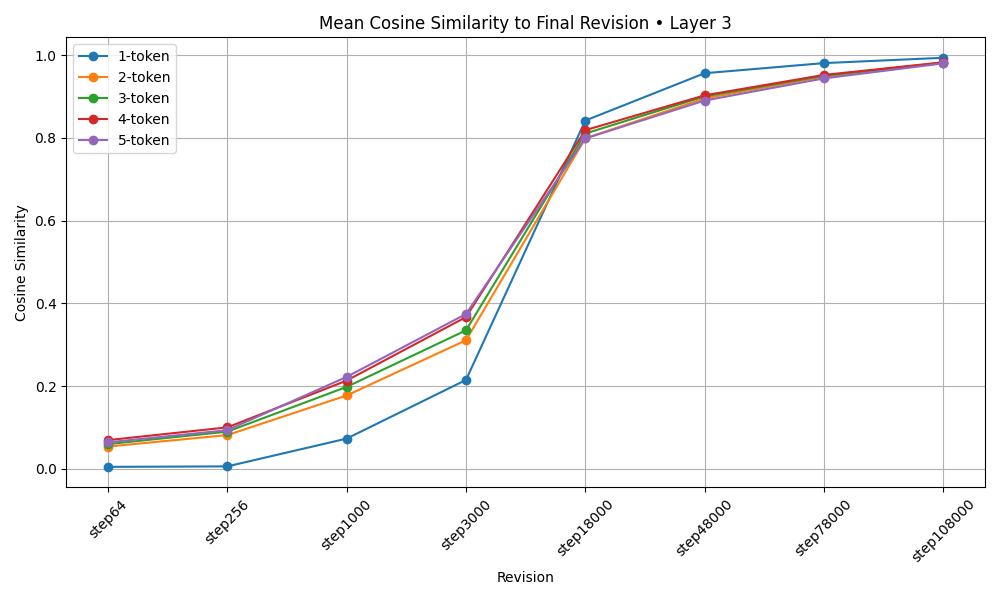 Mean Cosine Similarity to Final Revision • Layer 3
1-token
2-token
3-token
4-token
5-token
Cosine Similarity
1.0
0.8
0.6
0.4
0.2
0.0
step64
step256
step1000
step3000
step18000
step48000
step78000
step108000
Revision